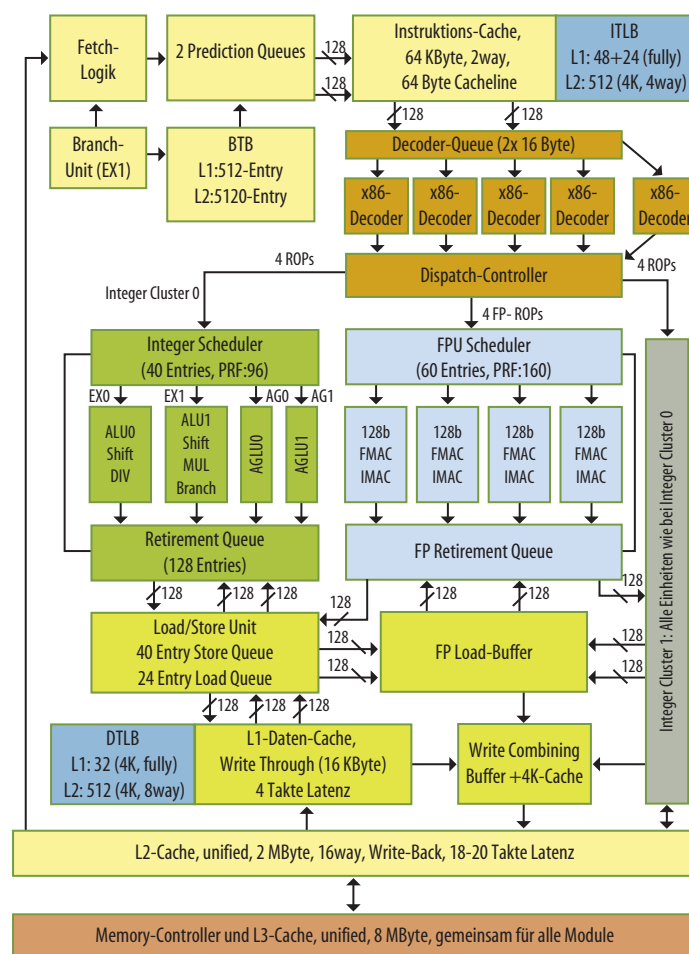 Fetch-
Logik
2 Prediction Queues
128
128
Instruktions-Cache,
64 KByte, 2way,
64 Byte Cacheline
ITLB
L1: 48+24 (fully)
L2: 512 (4K, 4way)
Branch-
Unit (EX1)
BTB
L1:512-Entry
L2:5120-Entry
128
128
Decoder-Queue (2x 16 Byte)
x86-
Decoder
x86-
Decoder
x86-
Decoder
x86-
Decoder
x86-
Decoder
x86-
Decoder
4 ROPs
Dispatch-Controller
4 ROPs
Integer Cluster 0
4 FP- ROPs
Integer Scheduler
(40 Entries, PRF:96)
FPU Scheduler
(60 Entries, PRF:160)
EX0
EX1
AG0
AG1
ALU0
Shift
DIV
ALU1
Shift
MUL
Branch
AGLU0
AGLU1
128b
FMAC
IMAC
128b
FMAC
IMAC
128b
FMAC
IMAC
128b
FMAC
IMAC
Integer Cluster 1: Alle Einheiten wie bei Integer Cluster 0
Retirement Queue
(128 Entries)
FP Retirement Queue
128
128
128
128
128
128
128
Load/Store Unit
40 Entry Store Queue
24 Entry Load Queue
128
128
FP Load-Buffer
128
128
128
128
128
DTLB
L1: 32 (4K, fully)
L2: 512 (4K, 8way)
L1-Daten-Cache,
Write Through (16 KByte)
4 Takte Latenz
Write Combining
Buffer +4K-Cache
L2-Cache, unified, 2 MByte, 16way, Write-Back, 18-20 Takte Latenz
Memory-Controller und L3-Cache, unified, 8 MByte, gemeinsam für alle Module